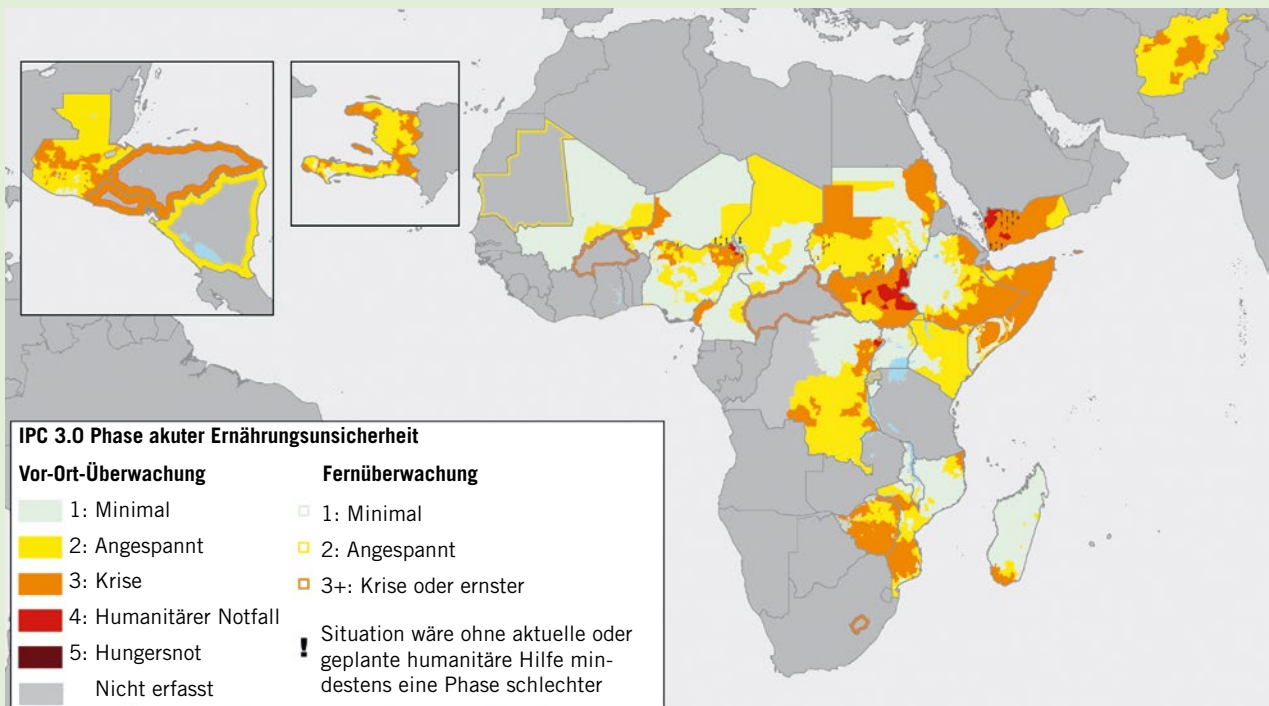 IPC 3.0 Phase akuter Ernährungsunsicherheit
Vor-Ort-Überwachung
1: Minimal
2: Angespannt
3: Krise
4: Humanitärer Notfall
5: Hungersnot
Nicht erfasst
Fernüberwachung
1: Minimal
2: Angespannt
3+: Krise oder ernster
! Situation wäre ohne aktuelle oder
geplante humanitäre Hilfe min-
destens eine Phase schlechter